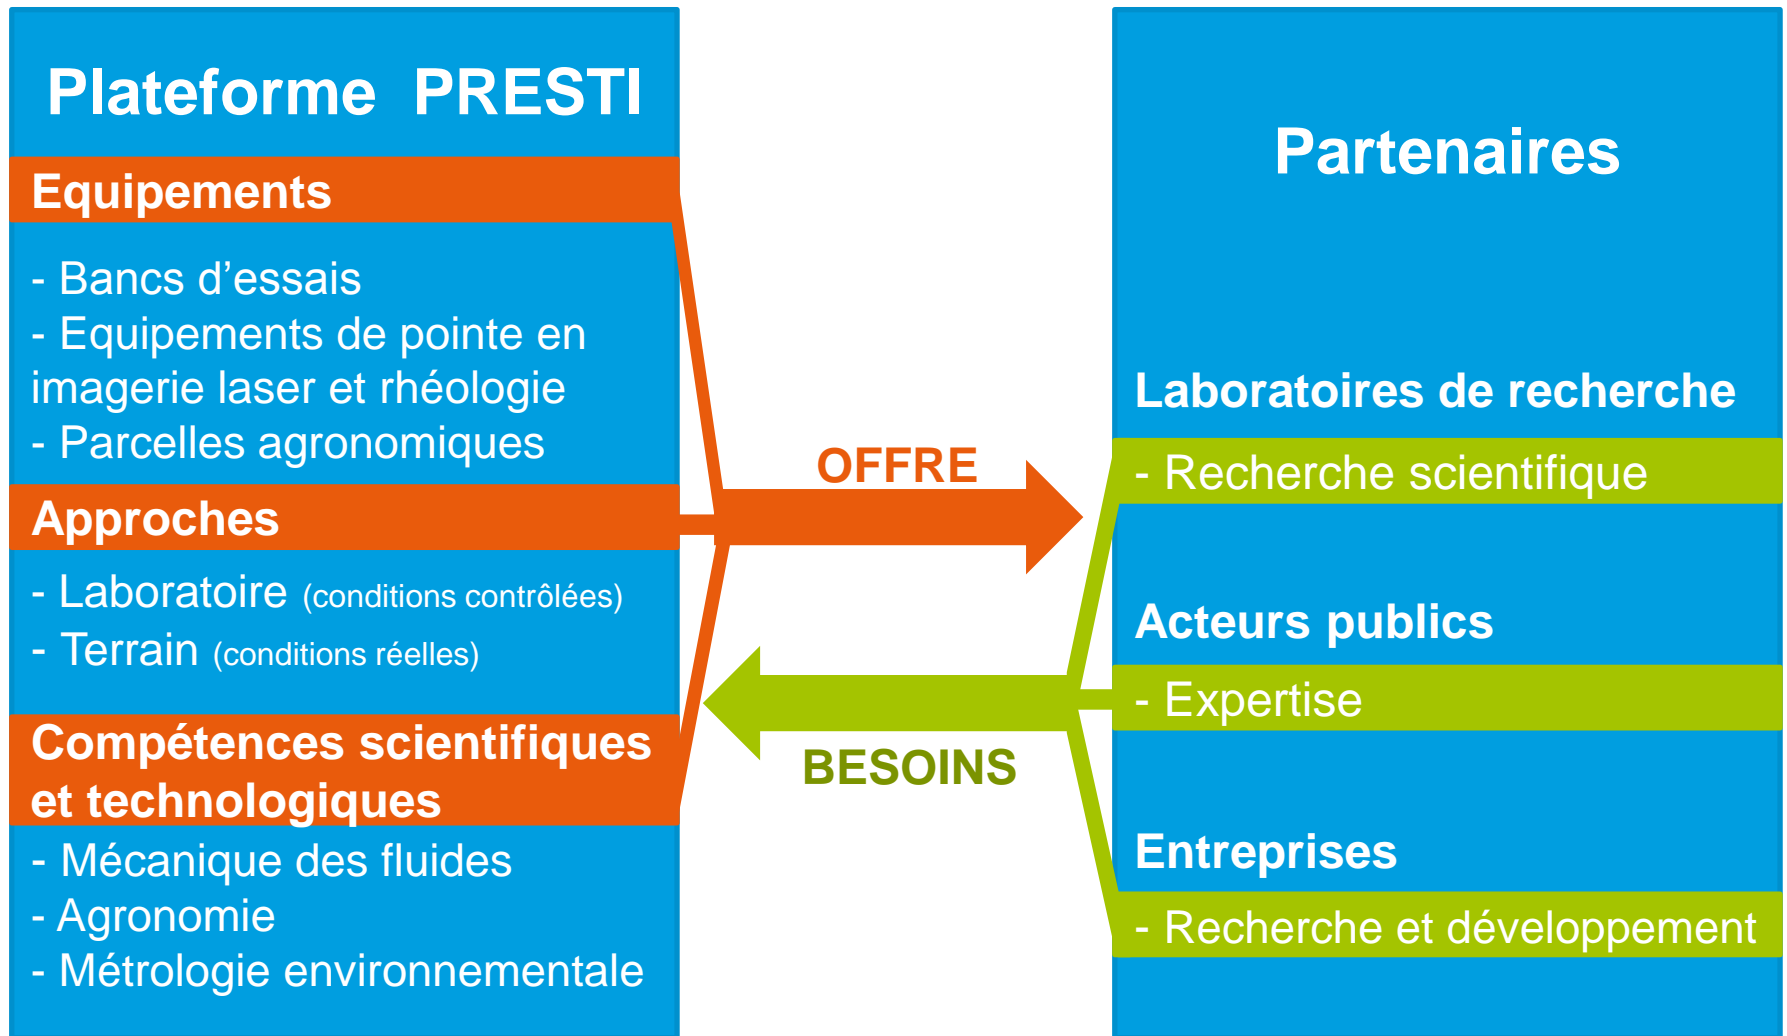 Plateforme PRESTI
Equipements
- Bancs d’essais
- Equipements de pointe en
imagerie laser et rhéologie
- Parcelles agronomiques
Approches
- Laboratoire (conditions contrôlées)
- Terrain (conditions réelles)
Compétences scientifiques
et technologiques
- Mécanique des fluides
- Agronomie
- Métrologie environnementale
OFFRE
BESOINS
Partenaires
Laboratoires de recherche
- Recherche scientifique
Acteurs publics
- Expertise
Entreprises
- Recherche et développement